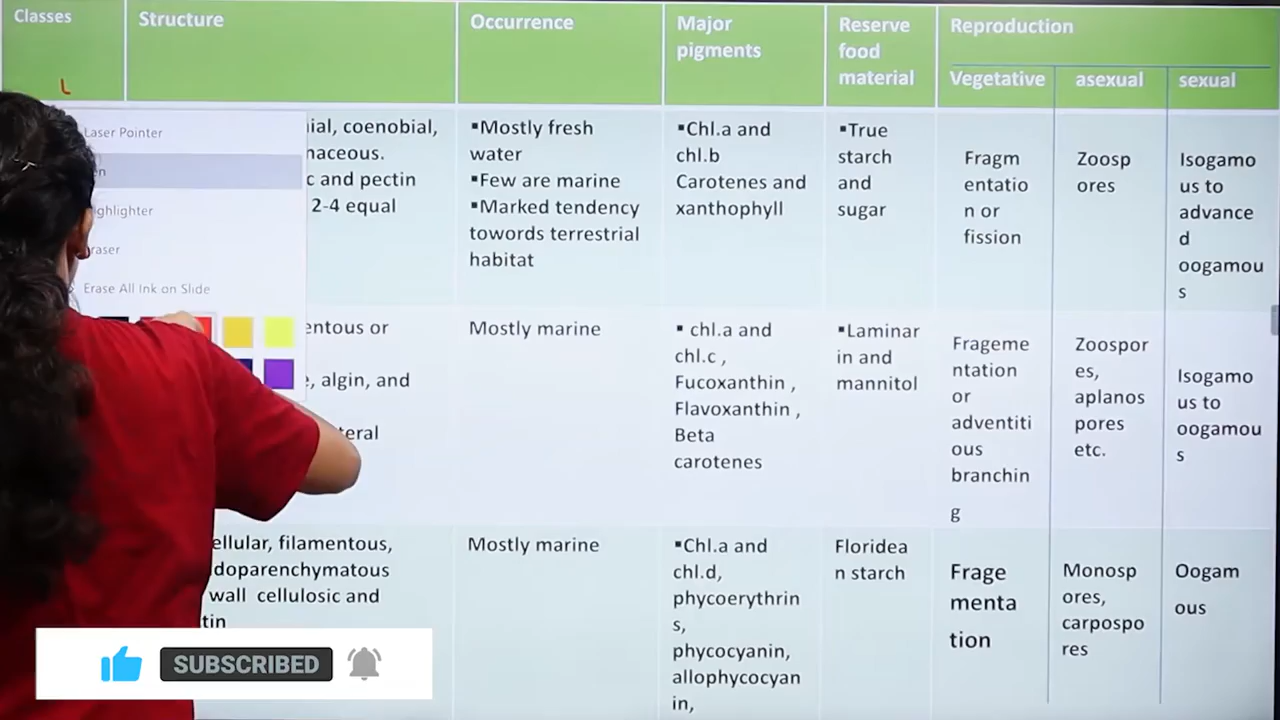 Classes
Structure
Occurrence
Major
pigments
Reserve
food
material
Reproduction
Vegetative
asexual
sexual
Laser Pointer
Erase All Ink on Slide
coenobial,
c and pectin
2-4 equal
▪Mostly fresh
water
▪Few are marine
▪Marked tendency
towords terrestrial
habitat
▪Chl.a and
chl.b
Carotenes and
xanthophyll
▪True
starch
and
sugar
Fragm
entatio
n or
fission
Zoosp
ores
Isogamo
us to
advance
d
oogamou
s
or
, algin, and
Mostly marine
▪ chl.a and
chl.c ,
Fucoxanthin ,
Flavoxanthin ,
Beta
carotenes
▪Laminar
in and
mannitol
Frageme
ntation
or
adventiti
ous
branchin
g
Zoospor
es,
aplanos
pores
etc.
Isogamo
us to
oogamou
s
ellular, filamentous,
doparenchymatous
wall cellulosic and
tin
Mostly marine
▪Chl.a and
chl.d,
phycoerythrin
s,
phycocyanin,
allophycocyan
in,
Floridea
n starch
Frage
menta
tion
Monosp
ores,
carpospo
res
Oogam
ous
SUBSCRIBED